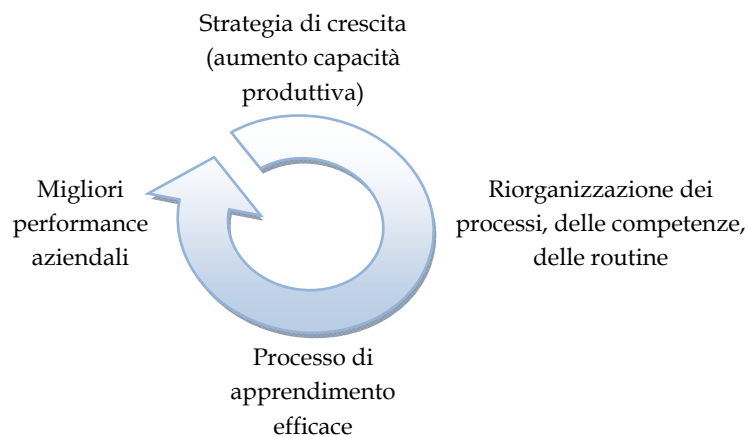 Strategia di crescita
(aumento capacità
produttiva)
Migliori
performance
aziendali
Riorganizzazione dei
processi, delle competenze,
delle routine
Processo di
apprendimento
efficace